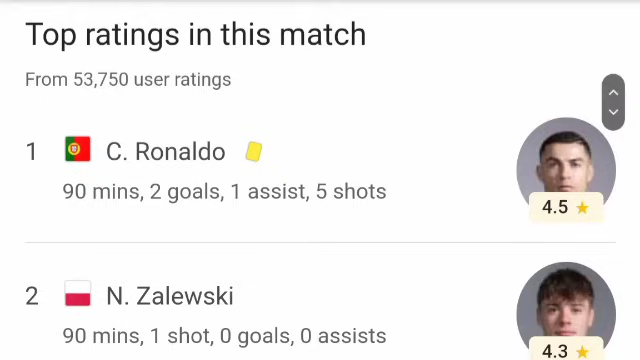 Top ratings in this match
From 53,750 user ratings
1 C. Ronaldo
90 mins, 2 goals, 1 assist, 5 shots
4.5
2 N. Zalewski
90 mins, 1 shot, 0 goals, 0 assists
4.3